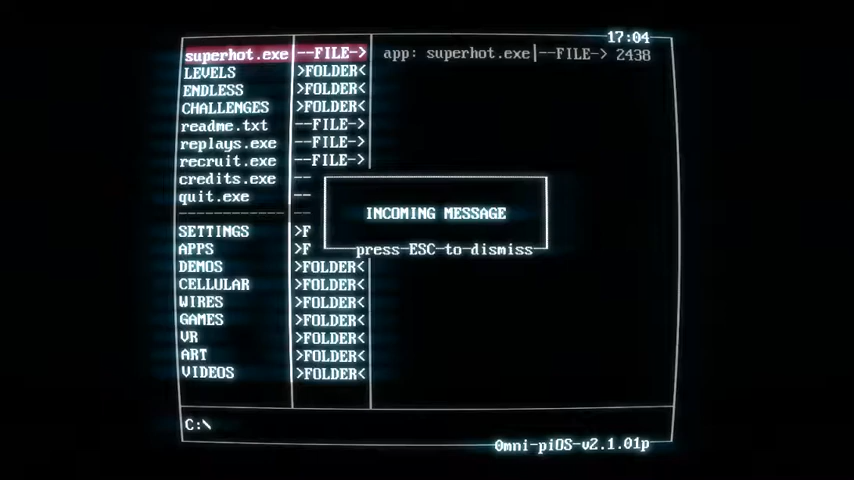 17:04
superhot.exe --FILE-> app: superhot.exe|--FILE-> 2438
LEVELS >FOLDER<
ENDLESS >FOLDER<
CHALLENGES >FOLDER<
readme.txt --FILE->
replays.exe --FILE->
recruit.exe --FILE->
credits.exe --
quit.exe --
------------ --
INCOMING MESSAGE
SETTINGS >F
APPS >F
press ESC to dismiss
DEMOS >FOLDER<
CELLULAR >FOLDER<
WIRES >FOLDER<
GAMES >FOLDER<
VR >FOLDER<
ART >FOLDER<
VIDEOS >FOLDER<
C:\
Omni-piOS-v2.1.01p